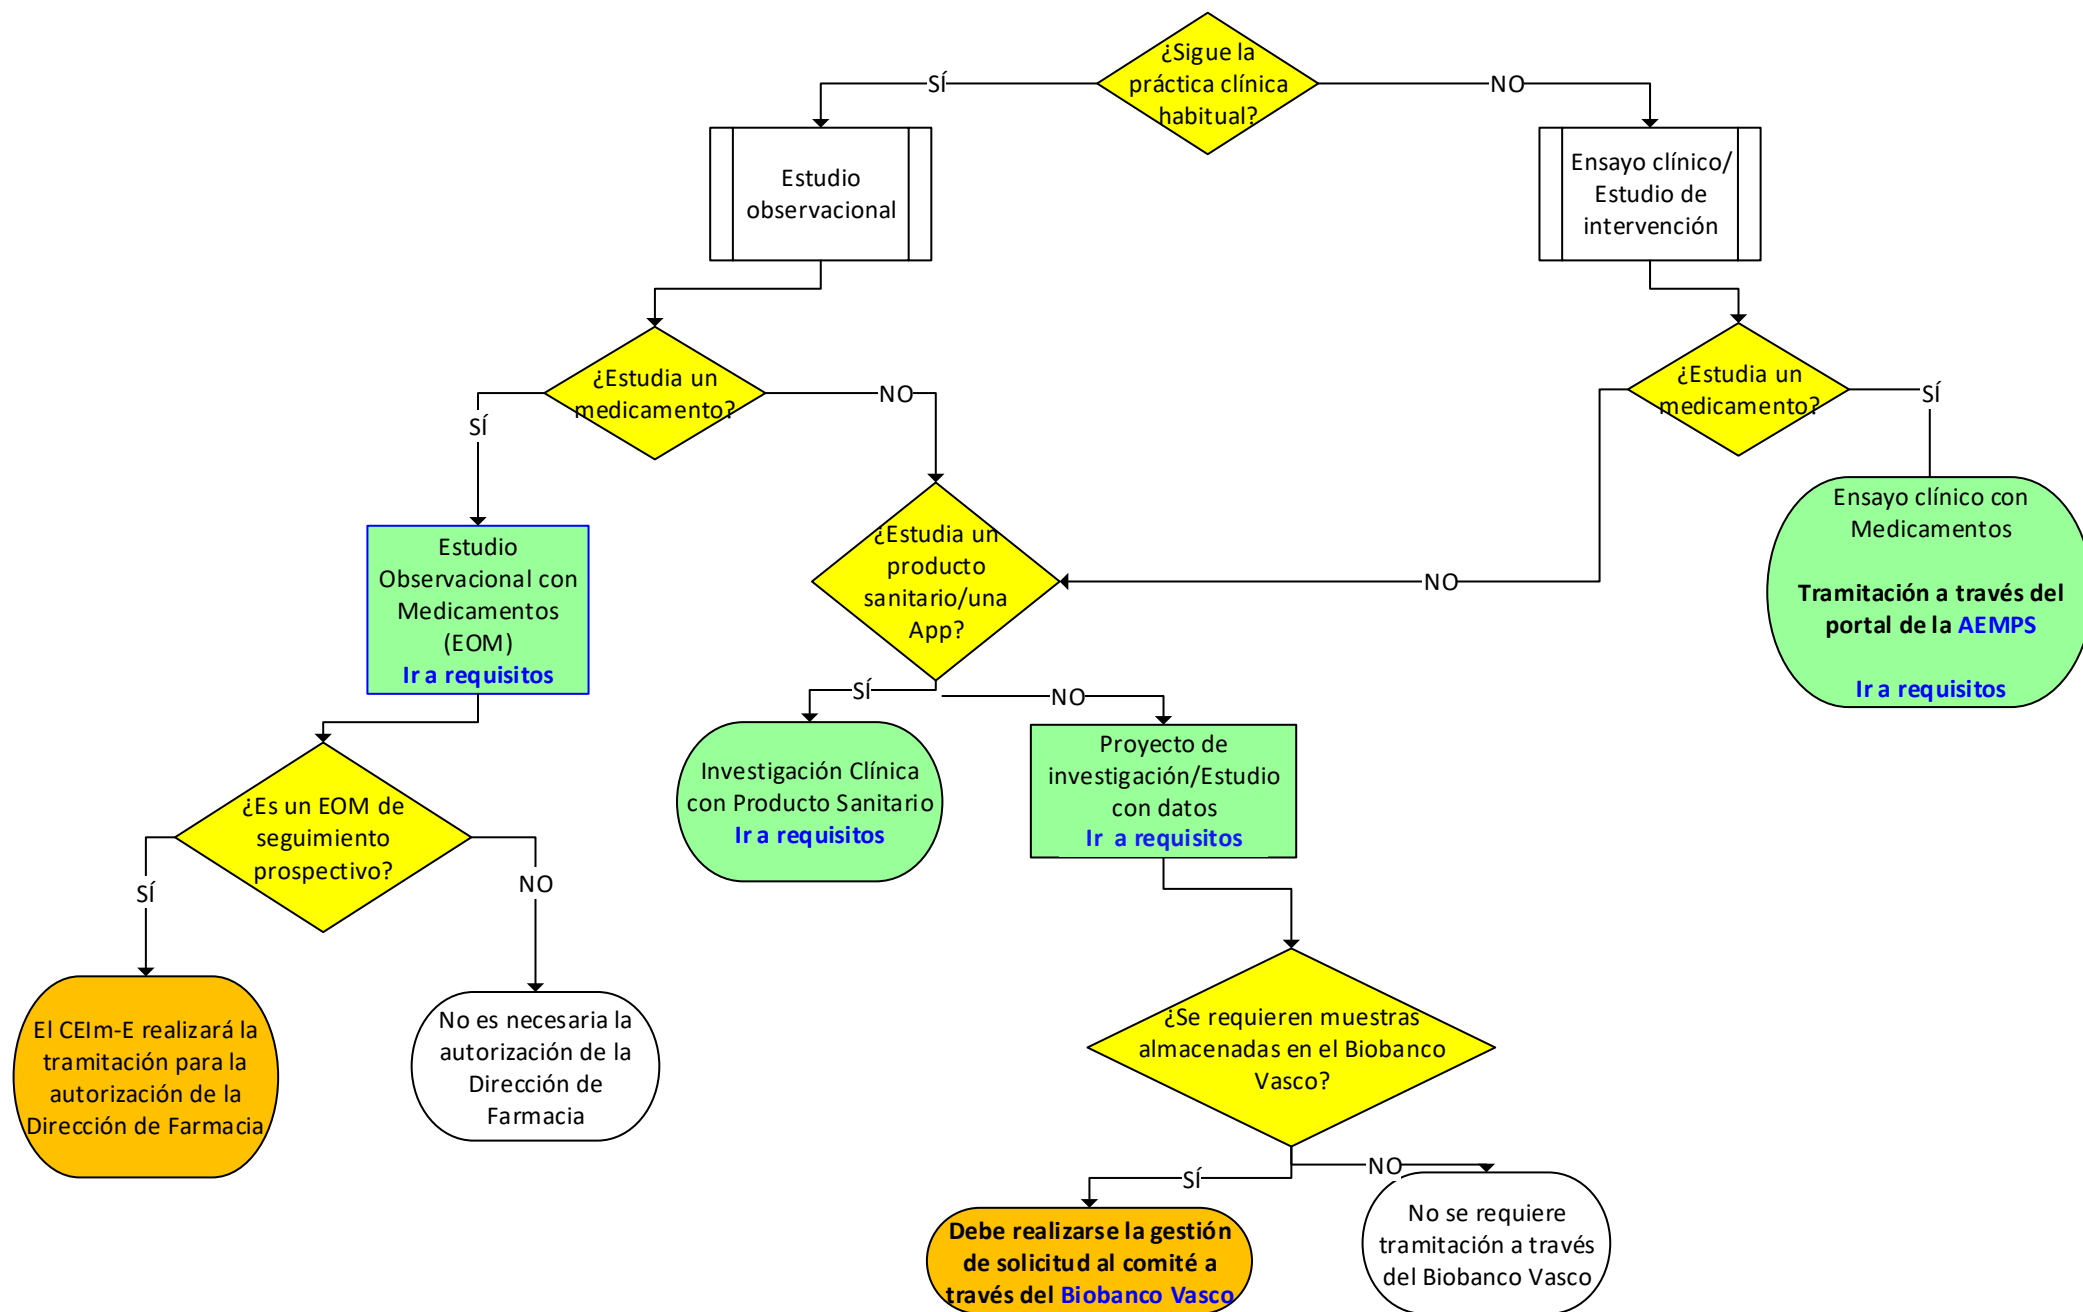 ¿Sigue la
práctica clínica
habitual?
SÍ
NO
Estudio
observacional
Ensayo clínico/
Estudio de
intervención
¿Estudia un
medicamento?
SÍ
NO
¿Estudia un
medicamento?
SÍ
NO
Estudio
Observacional con
Medicamentos
(EOM)
Ir a requisitos
¿Estudia un
producto
sanitario/una
App?
Ensayo clínico con
Medicamentos
Tramitación a través del
portal de la AEMPS
Ir a requisitos
SÍ
NO
Investigación Clínica
con Producto Sanitario
Ir a requisitos
Proyecto de
investigación/Estudio
con datos
Ir a requisitos
¿Es un EOM de
seguimiento
prospectivo?
SÍ
NO
El CEIm-E realizará la
tramitación para la
autorización de la
Dirección de Farmacia
No es necesaria la
autorización de la
Dirección de
Farmacia
¿Se requieren muestras
almacenadas en el Biobanco
Vasco?
SÍ
NO
Debe realizarse la gestión
de solicitud al comité a
través del Biobanco Vasco
No se requiere
tramitación a través
del Biobanco Vasco